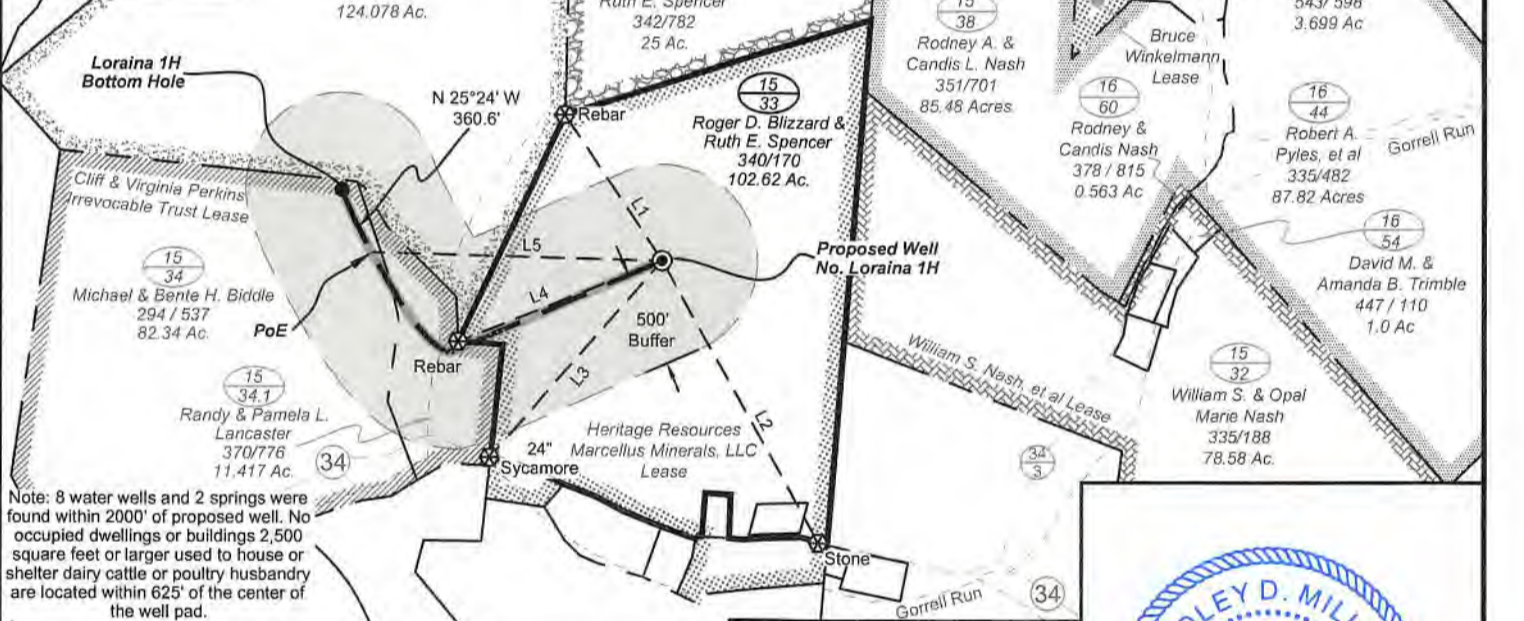 124.078 Ac.
Ruth E. Spencer
342/782
25 Ac.
15
38
Rodney A. &
Candis L. Nash
351/701
85.48 Acres
Bruce
Winkelmann
Lease
543/ 598
3.699 Ac
Loraina 1H
Bottom Hole
N 25°24' W
360.6'
Rebar
15
33
Roger D. Blizzard &
Ruth E. Spencer
340/170
102.62 Ac.
16
60
Rodney &
Candis Nash
378 / 815
0.563 Ac
16
44
Robert A.
Pyles, et al
335/482
87.82 Acres
Gorrell Run
Cliff & Virginia Perkins
Irrevocable Trust Lease
L1
L5
Proposed Well
No. Loraina 1H
16
54
David M. &
Amanda B. Trimble
447 / 110
1.0 Ac
15
34
Michael & Bente H. Biddle
294 / 537
82.34 Ac.
PoE
L4
500'
Buffer
Rebar
L3
L2
William S. Nash, et al Lease
15
32
William S. & Opal
Marie Nash
335/188
78.58 Ac.
15
34.1
Randy & Pamela L.
Lancaster
370/776
11.417 Ac.
34
24"
Sycamore
Heritage Resources
Marcellus Minerals, LLC
Lease
34
3
Note: 8 water wells and 2 springs were
found within 2000' of proposed well. No
occupied dwellings or buildings 2,500
square feet or larger used to house or
shelter dairy cattle or poultry husbandry
are located within 625' of the center of
the well pad.
Stone
Gorrell Run
34
LEY D. MILL